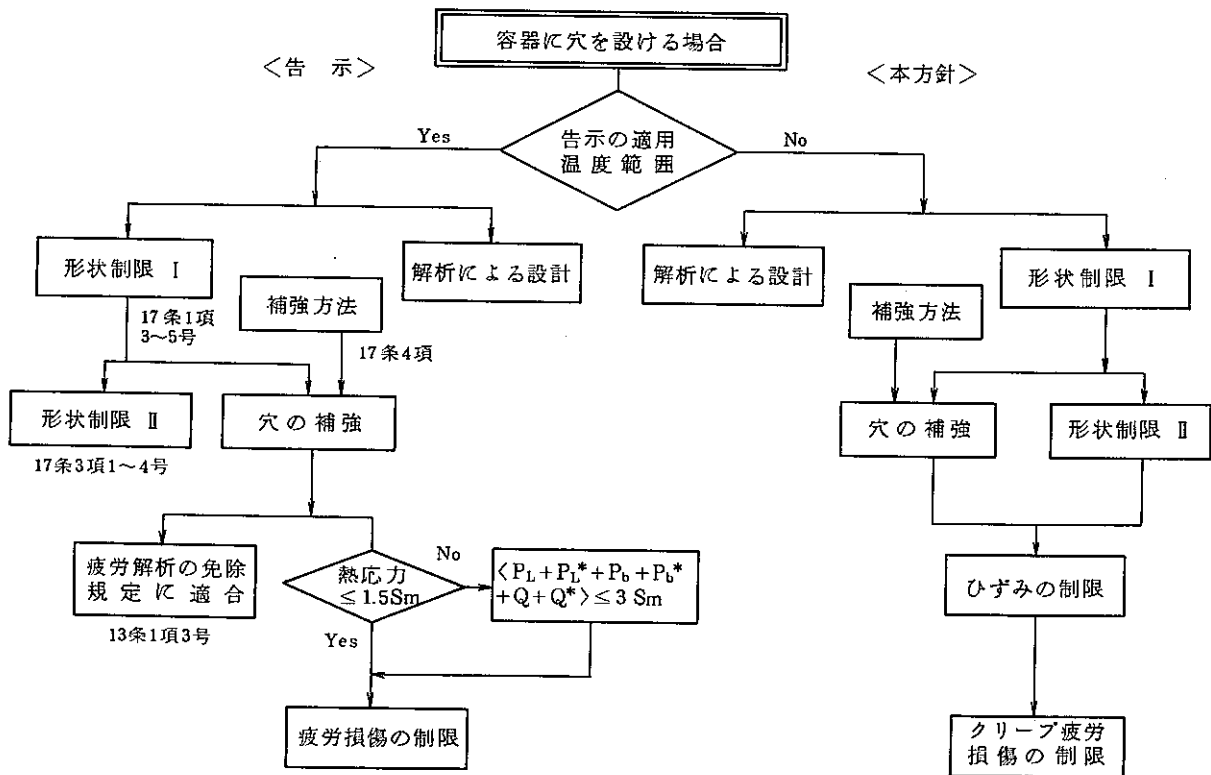 容器に穴を設ける場合
＜告　示＞
＜本方針＞
告示の適用
温度範囲
Yes
No
形状制限 Ⅰ
解析による設計
解析による設計
形状制限 Ⅰ
17条1項
3～5号
補強方法
17条4項
補強方法
形状制限 Ⅱ
17条3項1～4号
穴の補強
穴の補強
形状制限 Ⅱ
疲労解析の免除
規定に適合
13条1項3号
熱応力
≤1.5Sm
No
Yes
〈P_L+P_L*+P_b+P_b*
+Q+Q*〉≤3 Sm
ひずみの制限
疲労損傷の制限
クリープ疲労
損傷の制限